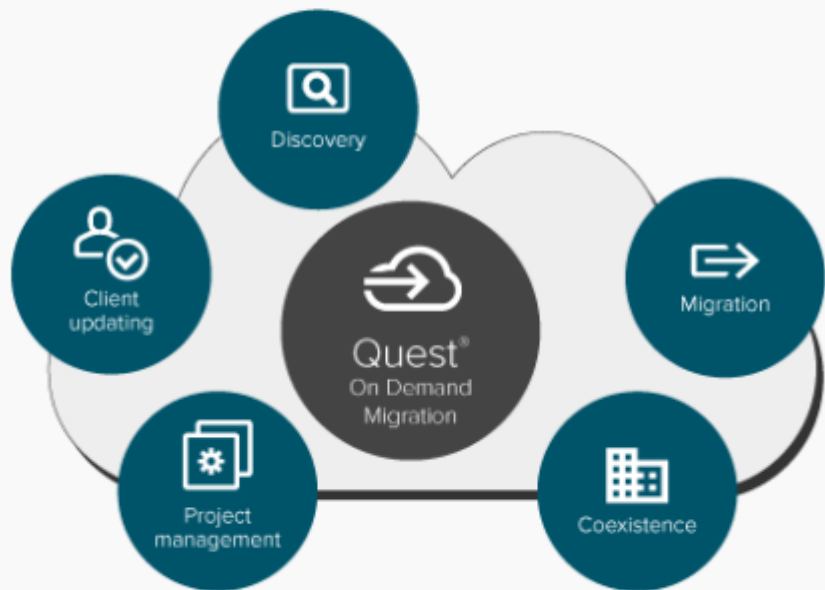 Discovery
Client
updating
Quest®
On Demand
Migration
Migration
Project
management
Coexistence